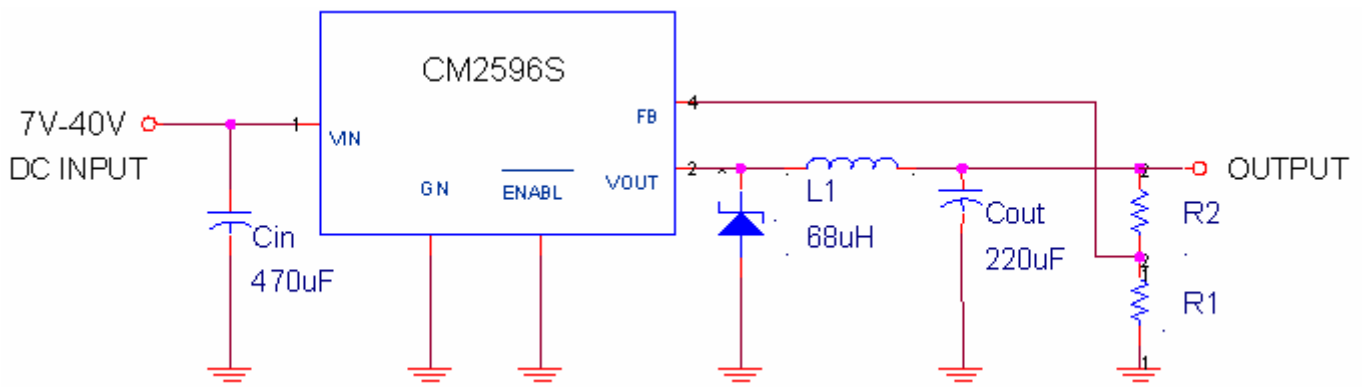 CM2596S
7V-40V
DC INPUT
1
VIN
GN
ENABL
FB
VOUT
4
2
Cin
470uF
L1
68uH
Cout
220uF
2
OUTPUT
R2
2
1
R1
1